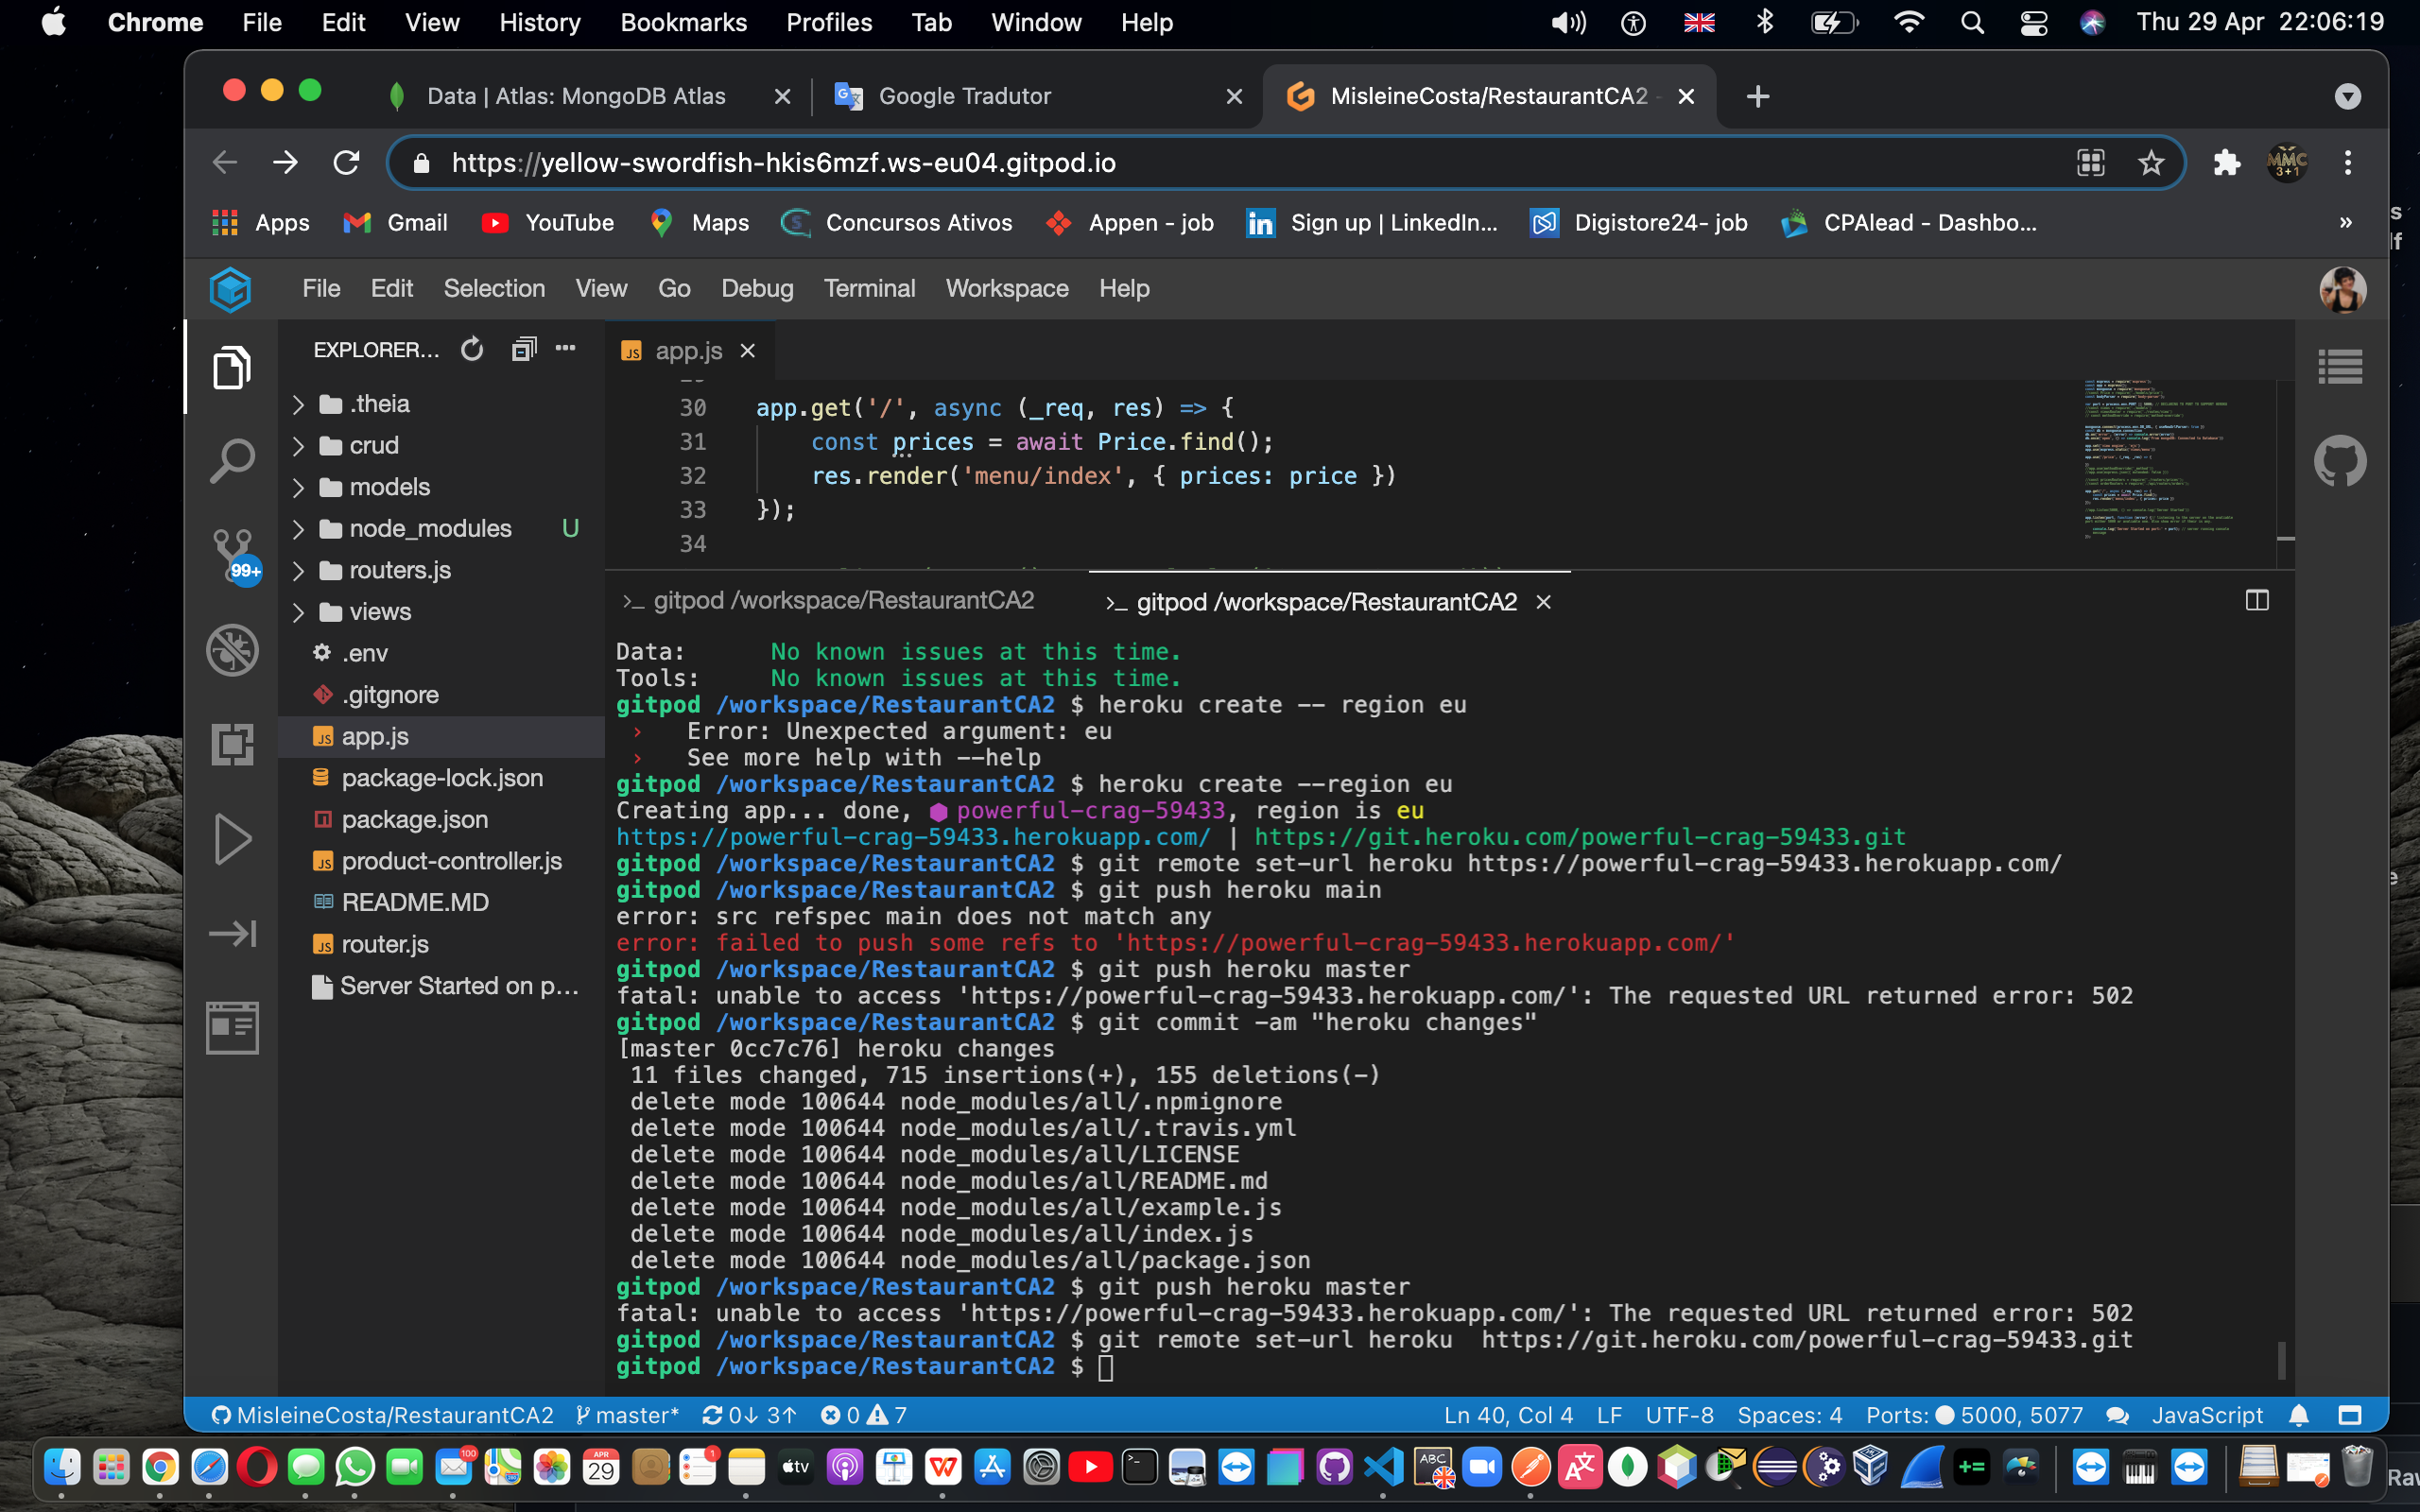 Chrome File Edit View History Bookmarks Profiles Tab Window Help Thu 29 Apr 22:06:19
Data | Atlas: MongoDB Atlas Google Tradutor MisleineCosta/RestaurantCA2 -
https://yellow-swordfish-hkis6mzf.ws-eu04.gitpod.io
MMC
3+1
Apps Gmail YouTube Maps Concursos Ativos Appen - job Sign up | LinkedIn... Digistore24- job CPAlead - Dashbo... »
File Edit Selection View Go Debug Terminal Workspace Help
EXPLORER... app.js
.theia
crud
models
node_modules U
routers.js
views
.env
.gitgnore
app.js
package-lock.json
package.json
product-controller.js
README.MD
router.js
Server Started on p...
99+
30 app.get('/', async (_req, res) => {
31 const prices = await Price.find();
32 res.render('menu/index', { prices: price })
33 });
34
gitpod /workspace/RestaurantCA2 gitpod /workspace/RestaurantCA2
Data: No known issues at this time.
Tools: No known issues at this time.
gitpod /workspace/RestaurantCA2 $ heroku create -- region eu
› Error: Unexpected argument: eu
› See more help with --help
gitpod /workspace/RestaurantCA2 $ heroku create --region eu
Creating app... done, ⬢ powerful-crag-59433, region is eu
https://powerful-crag-59433.herokuapp.com/ | https://git.heroku.com/powerful-crag-59433.git
gitpod /workspace/RestaurantCA2 $ git remote set-url heroku https://powerful-crag-59433.herokuapp.com/
gitpod /workspace/RestaurantCA2 $ git push heroku main
error: src refspec main does not match any
error: failed to push some refs to 'https://powerful-crag-59433.herokuapp.com/'
gitpod /workspace/RestaurantCA2 $ git push heroku master
fatal: unable to access 'https://powerful-crag-59433.herokuapp.com/': The requested URL returned error: 502
gitpod /workspace/RestaurantCA2 $ git commit -am "heroku changes"
[master 0cc7c76] heroku changes
11 files changed, 715 insertions(+), 155 deletions(-)
delete mode 100644 node_modules/all/.npmignore
delete mode 100644 node_modules/all/.travis.yml
delete mode 100644 node_modules/all/LICENSE
delete mode 100644 node_modules/all/README.md
delete mode 100644 node_modules/all/example.js
delete mode 100644 node_modules/all/index.js
delete mode 100644 node_modules/all/package.json
gitpod /workspace/RestaurantCA2 $ git push heroku master
fatal: unable to access 'https://powerful-crag-59433.herokuapp.com/': The requested URL returned error: 502
gitpod /workspace/RestaurantCA2 $ git remote set-url heroku  https://git.heroku.com/powerful-crag-59433.git
gitpod /workspace/RestaurantCA2 $
MisleineCosta/RestaurantCA2 master* 0↓ 3↑ 0 7 Ln 40, Col 4 LF UTF-8 Spaces: 4 Ports: 5000, 5077 JavaScript
100 APR 29 1 tv ABC